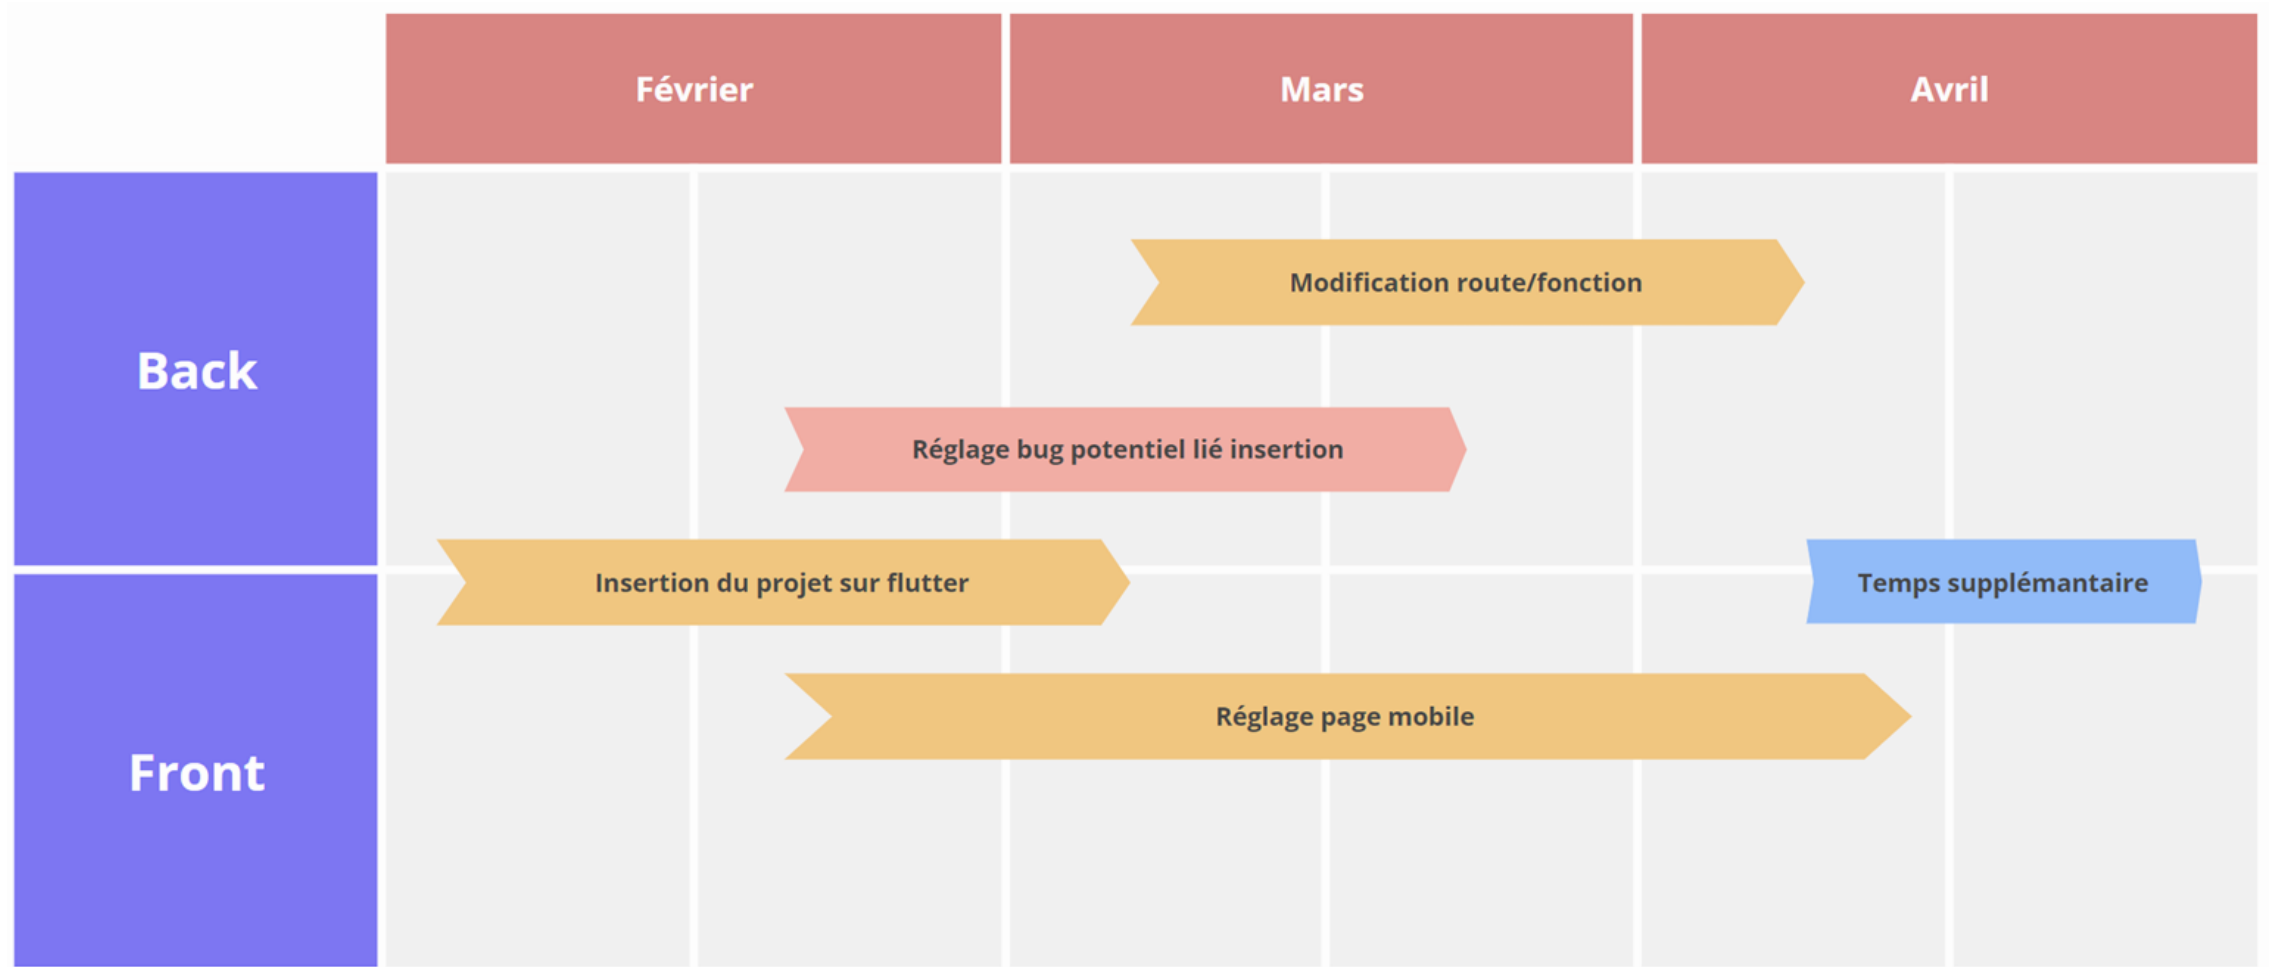 Février
Mars
Avril
Back
Modification route/fonction
Réglage bug potentiel lié insertion
Insertion du projet sur flutter
Temps supplémantaire
Front
Réglage page mobile